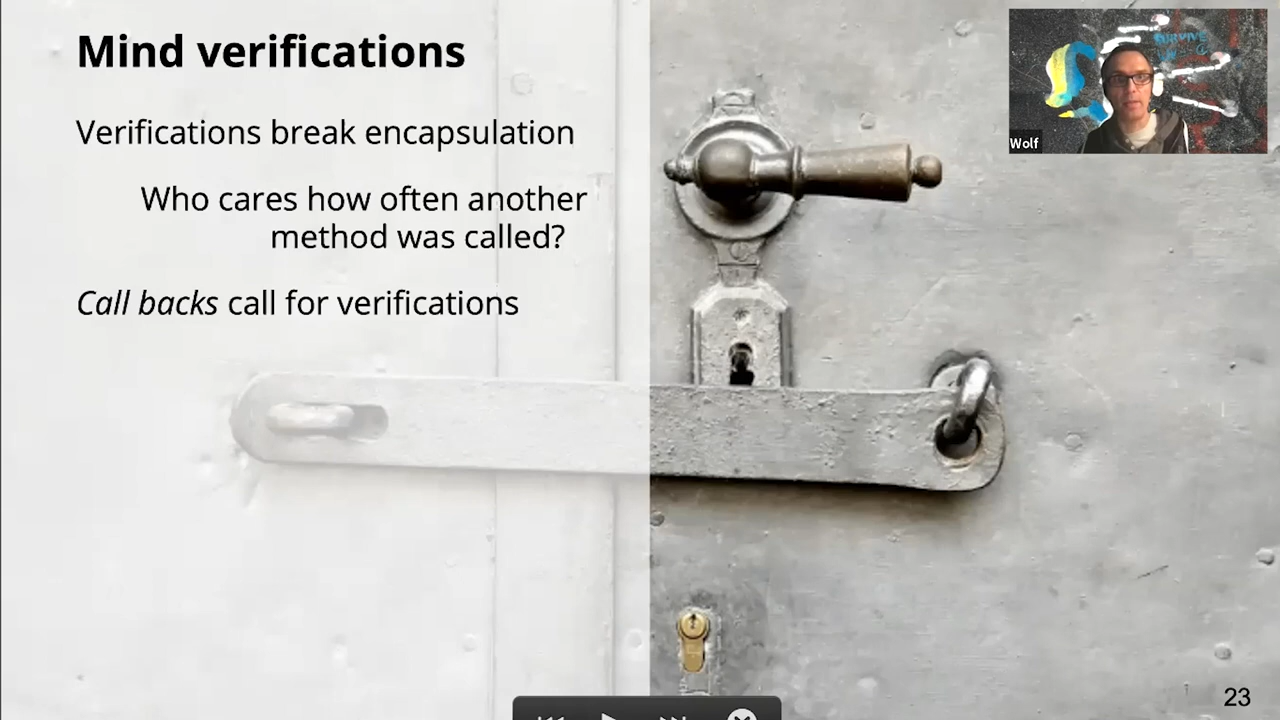 Mind verifications
Verifications break encapsulation
Who cares how often another
method was called?
Call backs call for verifications
SURVIVE
Wolf
23